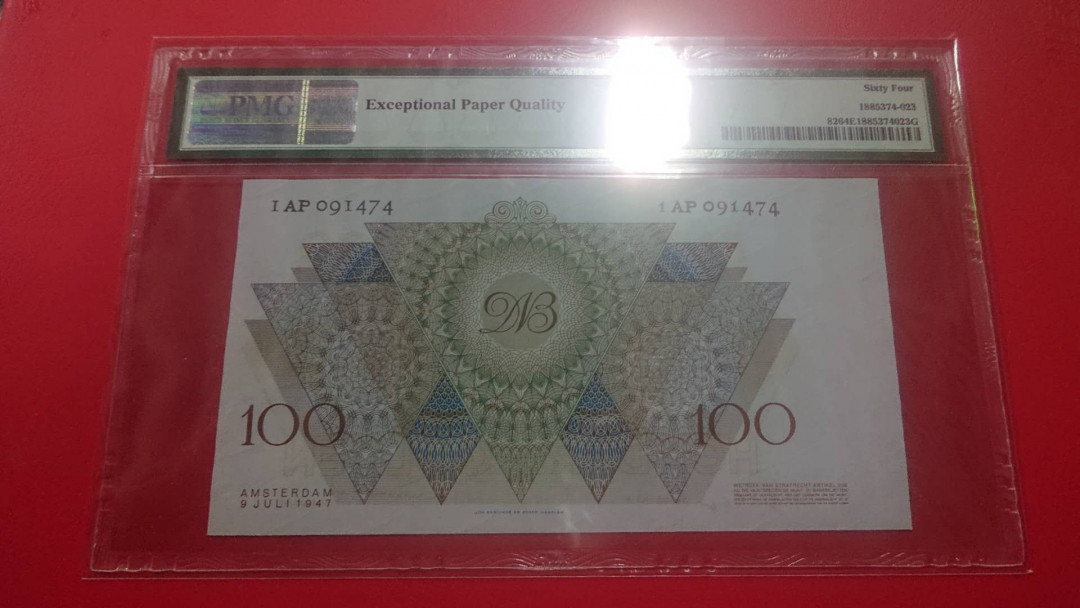 PMG
Exceptional Paper Quality
Sixty Four
1885374-023
8264E1885374023G
1 AP 091474
1 AP 091474
DNB
100
100
AMSTERDAM
9 JULI 1947